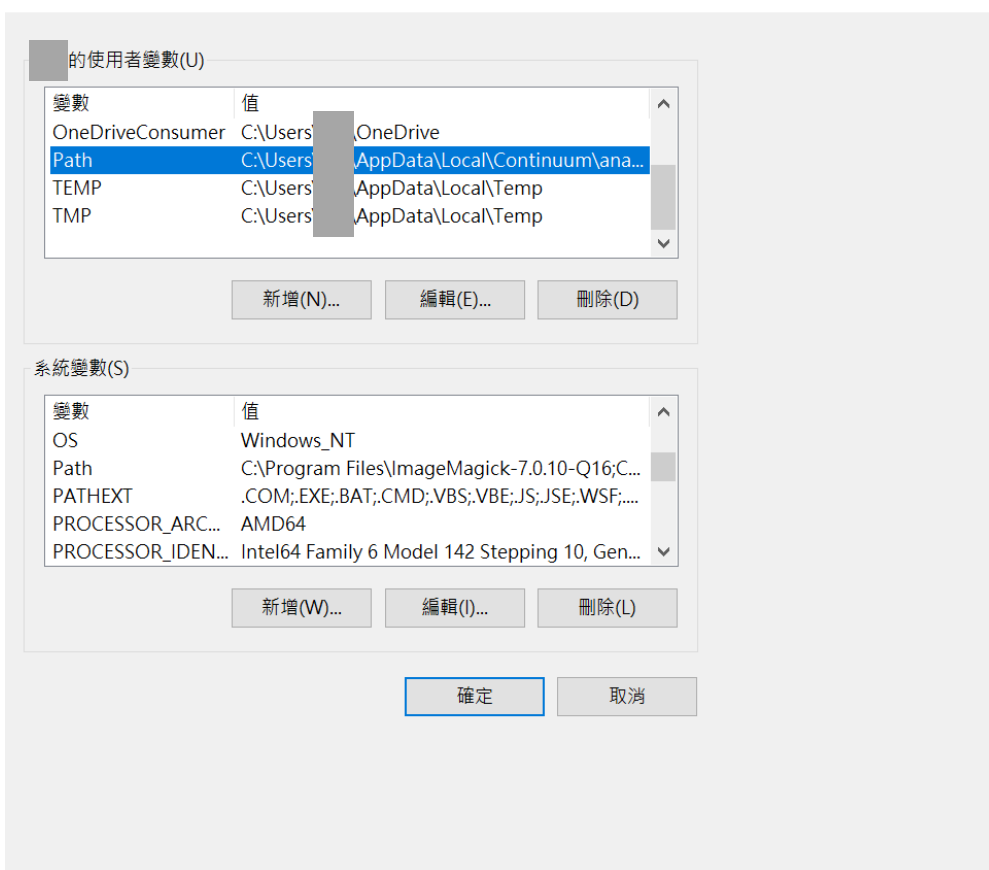 的使用者變數(U)
變數 值
OneDriveConsumer C:\Users\ \OneDrive
Path C:\Users\ \AppData\Local\Continuum\ana...
TEMP C:\Users\ \AppData\Local\Temp
TMP C:\Users\ \AppData\Local\Temp
新增(N)... 編輯(E)... 刪除(D)
系統變數(S)
變數 值
OS Windows_NT
Path C:\Program Files\ImageMagick-7.0.10-Q16;C...
PATHEXT .COM;.EXE;.BAT;.CMD;.VBS;.VBE;.JS;.JSE;.WSF;....
PROCESSOR_ARC... AMD64
PROCESSOR_IDEN... Intel64 Family 6 Model 142 Stepping 10, Gen...
新增(W)... 編輯(I)... 刪除(L)
確定 取消